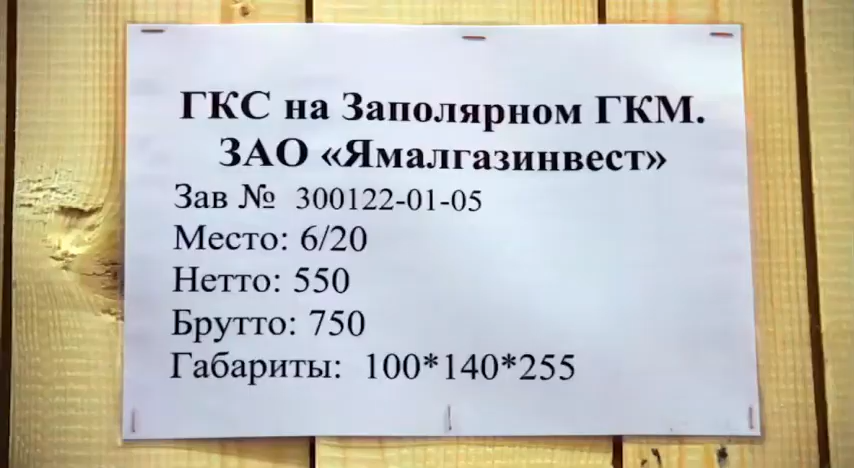 ГКС на Заполярном ГКМ.
ЗАО «Ямалгазинвест»
Зав № 300122-01-05
Место: 6/20
Нетто: 550
Брутто: 750
Габариты: 100*140*255